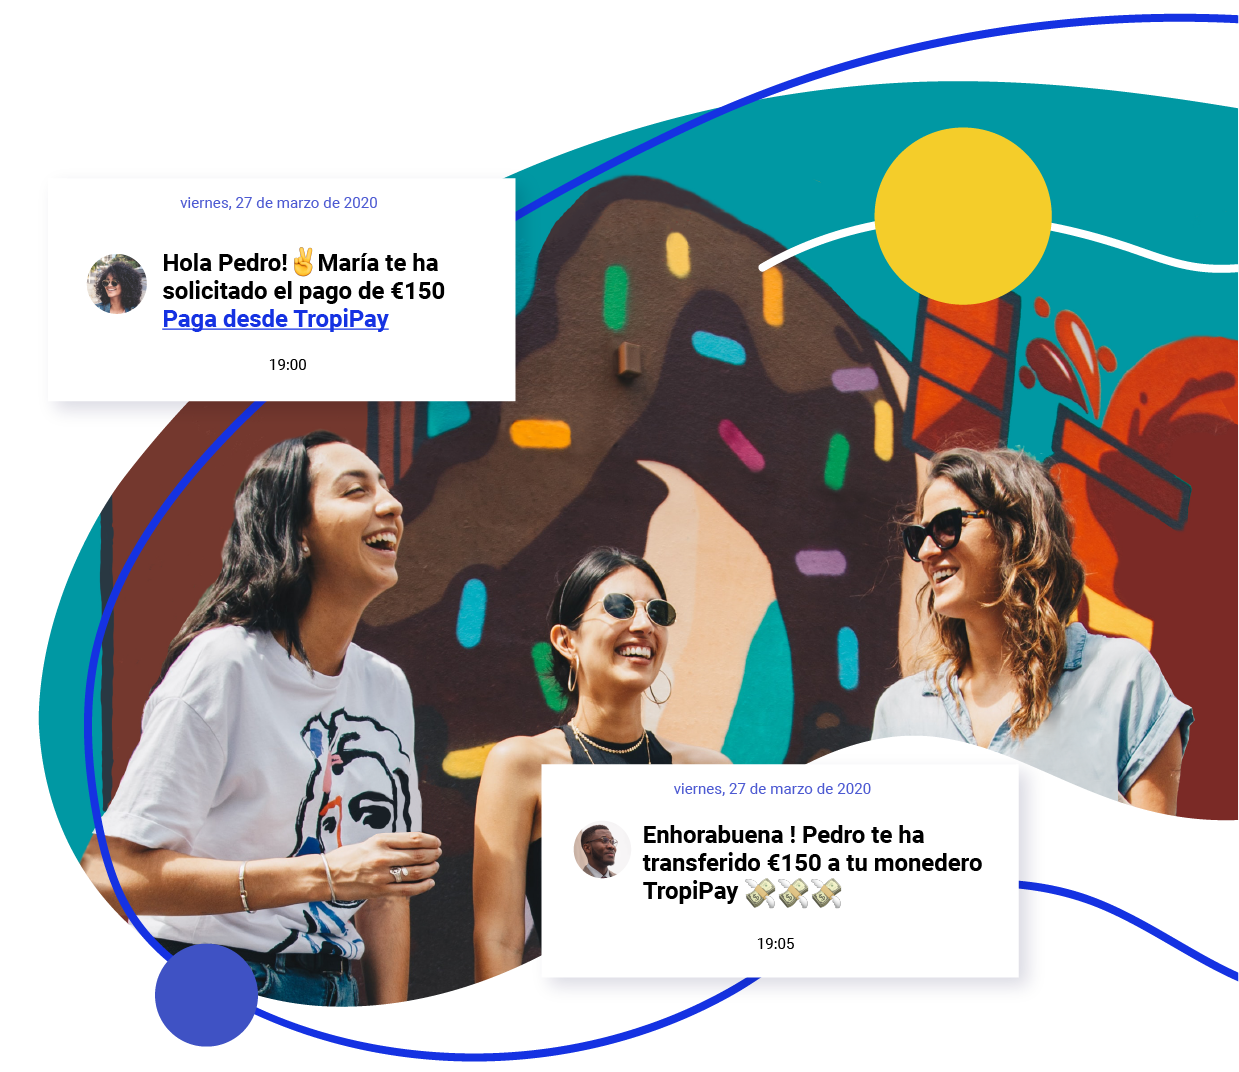 viernes, 27 de marzo de 2020
Hola Pedro!✌️María te ha
solicitado el pago de €150
Paga desde TropiPay
19:00
viernes, 27 de marzo de 2020
Enhorabuena ! Pedro te ha
transferido €150 a tu monedero
TropiPay 💸💸💸
19:05